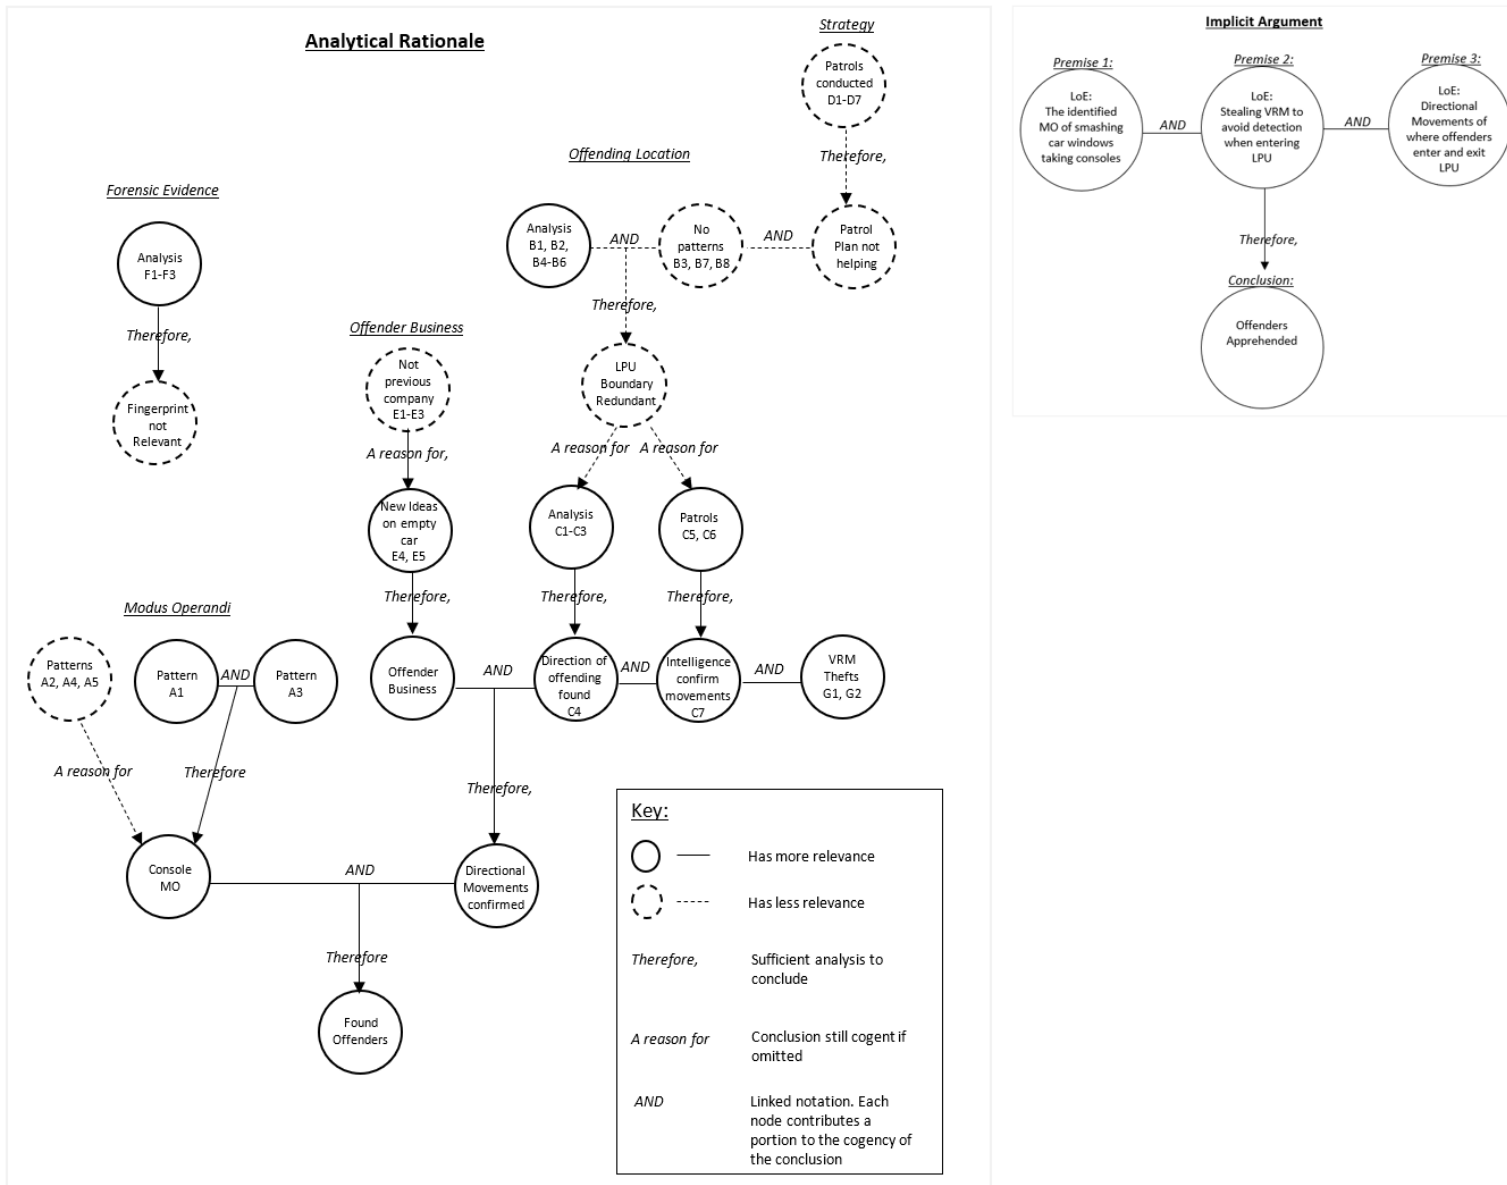 Analytical Rationale
Strategy
Patrols
conducted
D1-D7
Therefore,
Offending Location
Analysis
B1, B2,
B4-B6
AND
No
patterns
B3, B7, B8
AND
Patrol
Plan not
helping
Therefore,
LPU
Boundary
Redundant
A reason for
A reason for
Forensic Evidence
Analysis
F1-F3
Therefore,
Fingerprint
not
Relevant
Offender Business
Not
previous
company
E1-E3
A reason for,
New Ideas
on empty
car
E4, E5
Therefore,
Analysis
C1-C3
Therefore,
Patrols
C5, C6
Therefore,
Modus Operandi
Patterns
A2, A4, A5
Pattern
A1
AND
Pattern
A3
A reason for
Therefore
Offender
Business
AND
Direction of
offending
found
C4
AND
Intelligence
confirm
movements
C7
AND
VRM
Thefts
G1, G2
Therefore,
Console
MO
AND
Directional
Movements
confirmed
Therefore
Found
Offenders
Key:
Has more relevance
Has less relevance
Therefore,
Sufficient analysis to
conclude
A reason for
Conclusion still cogent if
omitted
AND
Linked notation. Each
node contributes a
portion to the cogency of
the conclusion
Implicit Argument
Premise 1:
LoE:
The identified
MO of smashing
car windows
taking consoles
AND
Premise 2:
LoE:
Stealing VRM to
avoid detection
when entering
LPU
AND
Premise 3:
LoE:
Directional
Movements of
where offenders
enter and exit
LPU
Therefore,
Conclusion:
Offenders
Apprehended